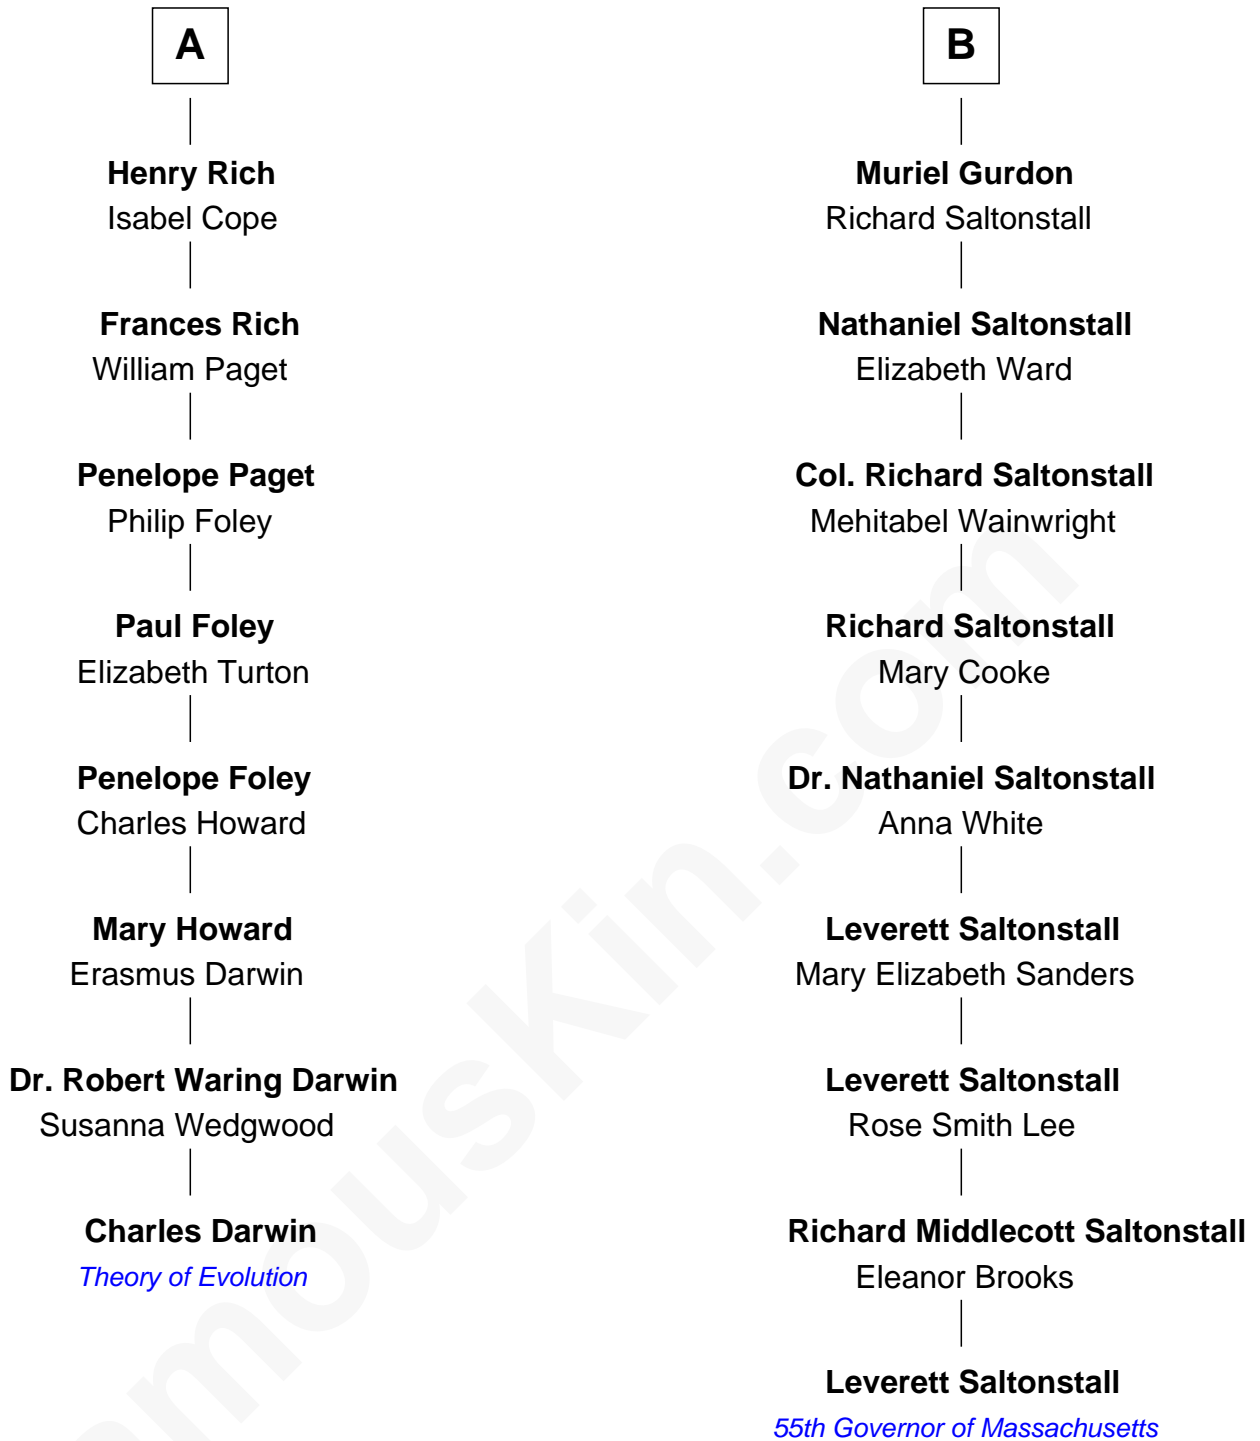 A
Henry Rich
Isabel Cope
Frances Rich
William Paget
Penelope Paget
Philip Foley
Paul Foley
Elizabeth Turton
Penelope Foley
Charles Howard
Mary Howard
Erasmus Darwin
Dr. Robert Waring Darwin
Susanna Wedgwood
Charles Darwin
Theory of Evolution
B
Muriel Gurdon
Richard Saltonstall
Nathaniel Saltonstall
Elizabeth Ward
Col. Richard Saltonstall
Mehitabel Wainwright
Richard Saltonstall
Mary Cooke
Dr. Nathaniel Saltonstall
Anna White
Leverett Saltonstall
Mary Elizabeth Sanders
Leverett Saltonstall
Rose Smith Lee
Richard Middlecott Saltonstall
Eleanor Brooks
Leverett Saltonstall
55th Governor of Massachusetts
mousKin.com